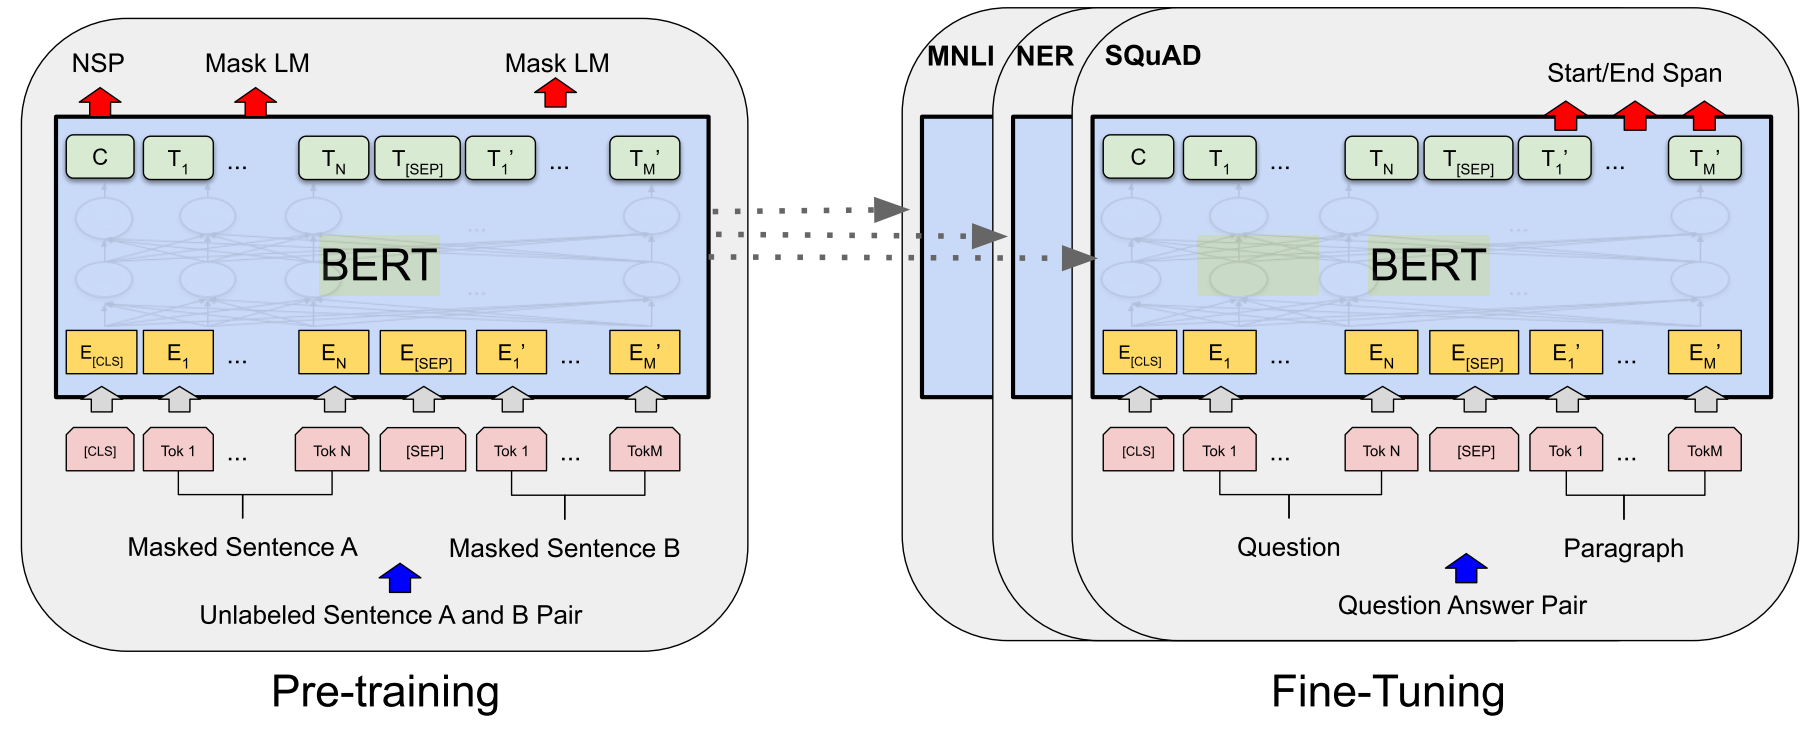 NSP Mask LM Mask LM
C T1 ... TN T[SEP] T1’ ... TM’
...
BERT
...
E[CLS] E1 ... EN E[SEP] E1’ ... EM’
[CLS] Tok 1 ... Tok N [SEP] Tok 1 ... TokM
Masked Sentence A Masked Sentence B
Unlabeled Sentence A and B Pair
Pre-training
MNLI NER SQuAD
Start/End Span
C T1 ... TN T[SEP] T1’ ... TM’
...
BERT
...
E[CLS] E1 ... EN E[SEP] E1’ ... EM’
[CLS] Tok 1 ... Tok N [SEP] Tok 1 ... TokM
Question Paragraph
Question Answer Pair
Fine-Tuning